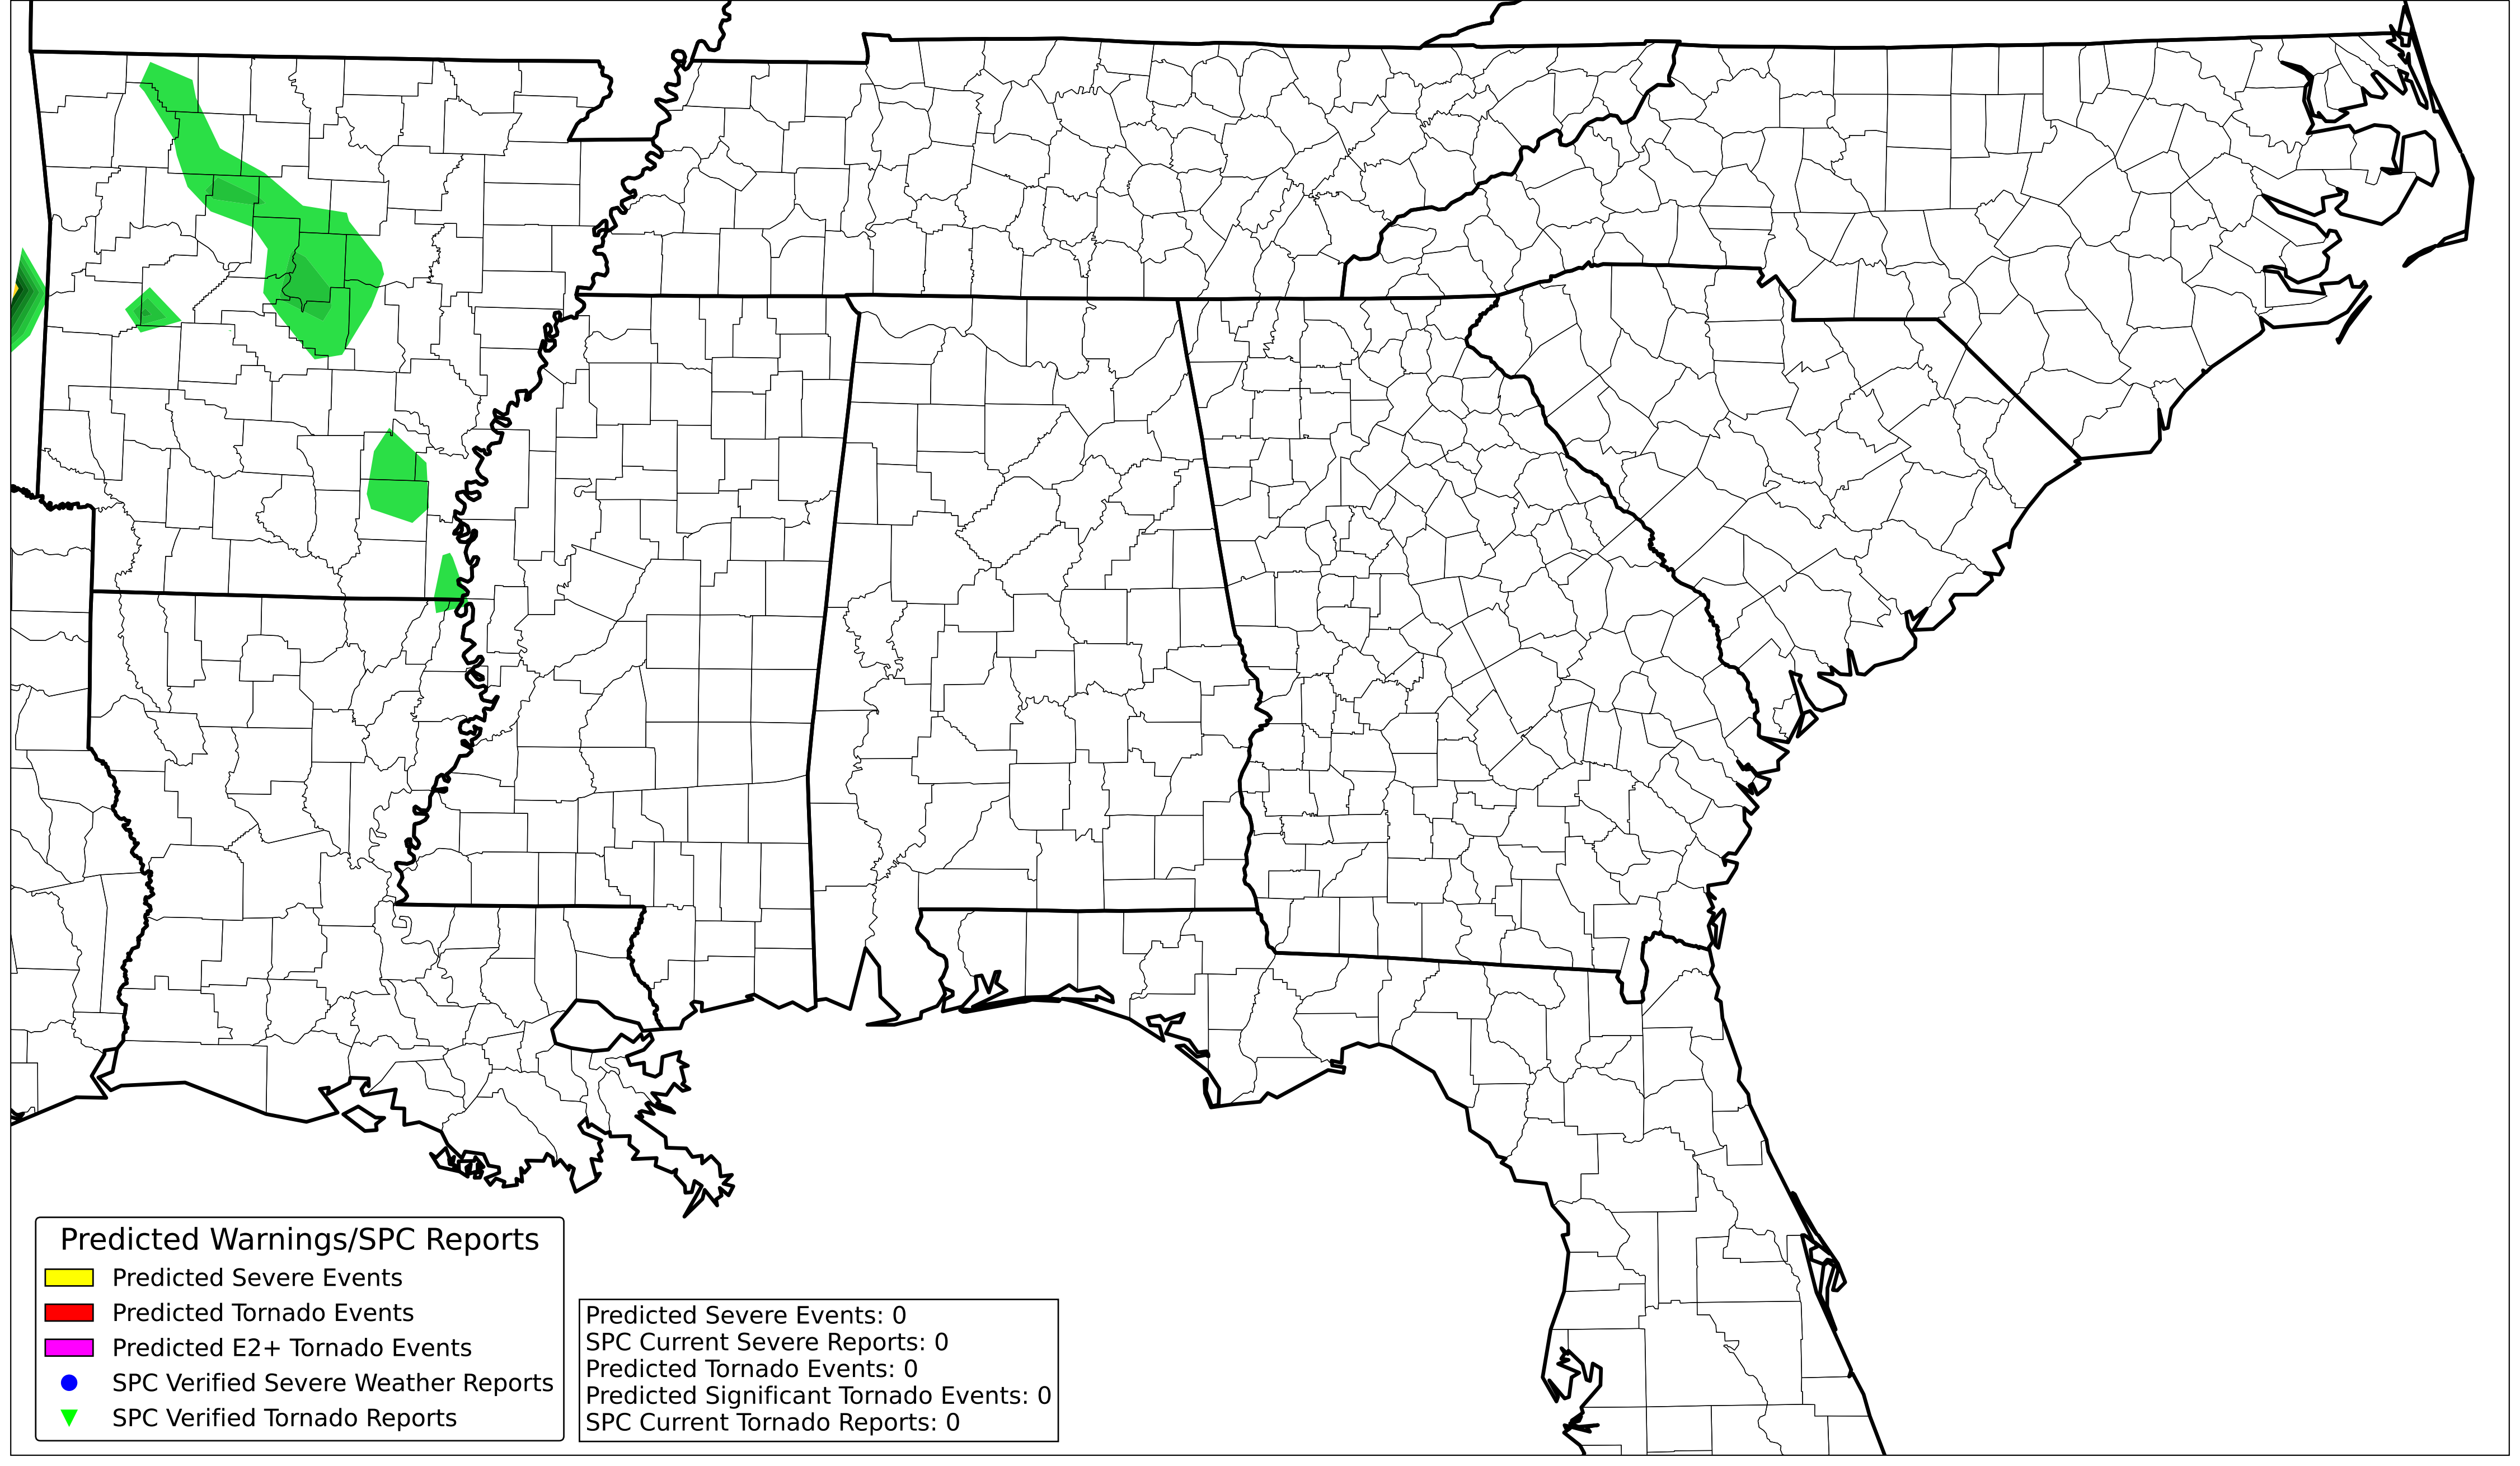 Predicted Warnings/SPC Reports
Predicted Severe Events
Predicted Tornado Events
Predicted E2+ Tornado Events
SPC Verified Severe Weather Reports
SPC Verified Tornado Reports
Predicted Severe Events: 0
SPC Current Severe Reports: 0
Predicted Tornado Events: 0
Predicted Significant Tornado Events: 0
SPC Current Tornado Reports: 0